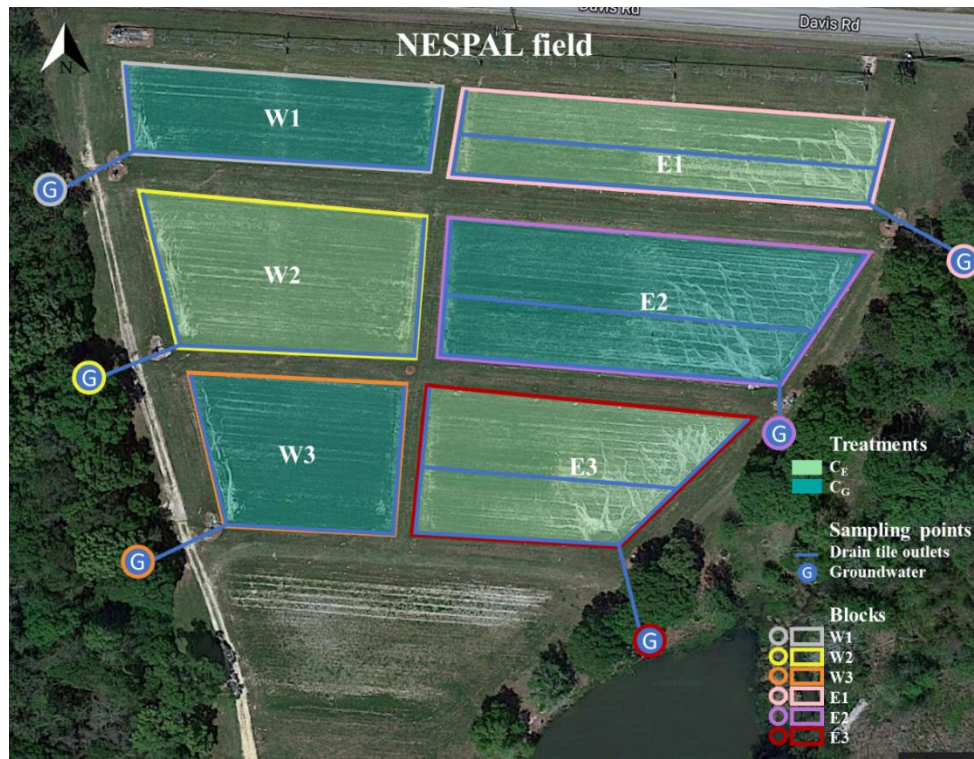 Davis Rd
Davis Rd
NESPAL field
N
W1
E1
G
G
W2
E2
G
G
W3
E3
G
G
Treatments
C_E
C_G
Sampling points
Drain tile outlets
G Groundwater
Blocks
W1
W2
W3
E1
E2
E3